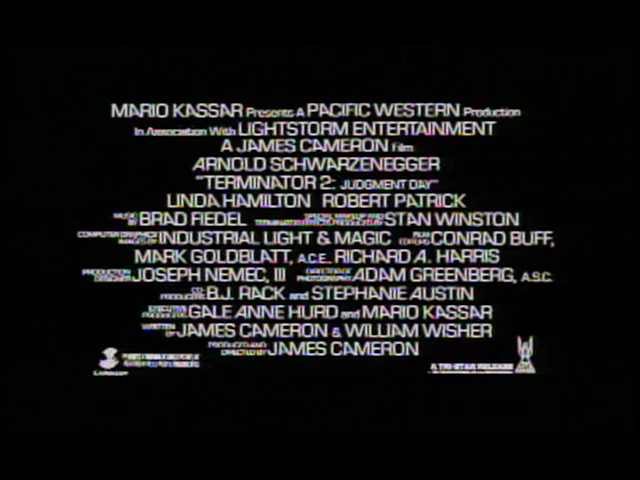 MARIO KASSAR Presents A PACIFIC WESTERN Production
In Association With LIGHTSTORM ENTERTAINMENT
A JAMES CAMERON Film
ARNOLD SCHWARZENEGGER
"TERMINATOR 2: JUDGMENT DAY"
LINDA HAMILTON ROBERT PATRICK
MUSIC BY BRAD FIEDEL SPECIAL MAKEUP AND TERMINATOR EFFECTS PRODUCED BY STAN WINSTON
COMPUTER GRAPHICS IMAGES BY INDUSTRIAL LIGHT & MAGIC FILM EDITORS CONRAD BUFF,
MARK GOLDBLATT, A.C.E. RICHARD A. HARRIS
PRODUCTION DESIGNER JOSEPH NEMEC, III DIRECTOR OF PHOTOGRAPHY ADAM GREENBERG, A.S.C.
CO-PRODUCERS B.J. RACK and STEPHANIE AUSTIN
EXECUTIVE PRODUCERS GALE ANNE HURD and MARIO KASSAR
WRITTEN BY JAMES CAMERON & WILLIAM WISHER
PRODUCED AND DIRECTED BY JAMES CAMERON
A TRI-STAR RELEASE